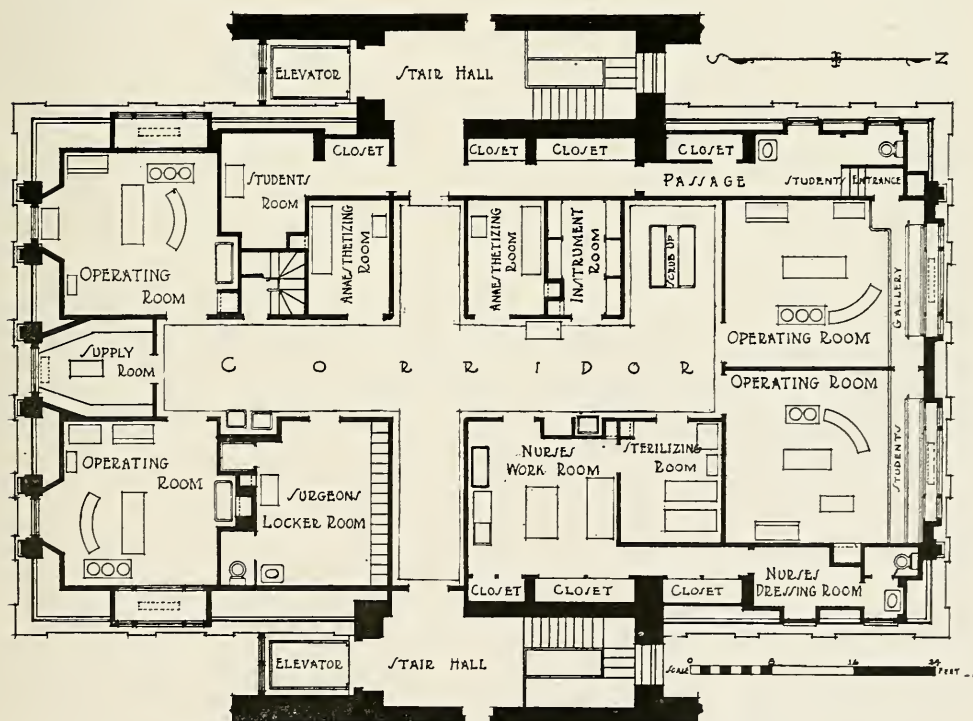 ELEVATOR
STAIR HALL
S N
CLOSET
CLOSET
CLOSET
CLOSET
STUDENTS
ROOM
PASSAGE
STUDENTS ENTRANCE
ANAESTHETIZING
ROOM
ANAESTHETIZING
ROOM
INSTRUMENT
ROOM
SCRUB UP
OPERATING
ROOM
GALLERY
OPERATING ROOM
SUPPLY
ROOM
CORRIDOR
OPERATING ROOM
OPERATING
ROOM
SURGEONS
LOCKER ROOM
NURSES
WORK ROOM
STERILIZING
ROOM
STUDENTS
CLOSET
CLOSET
CLOSET
NURSES
DRESSING ROOM
ELEVATOR
STAIR HALL
SCALE 0 8 16 24 FEET